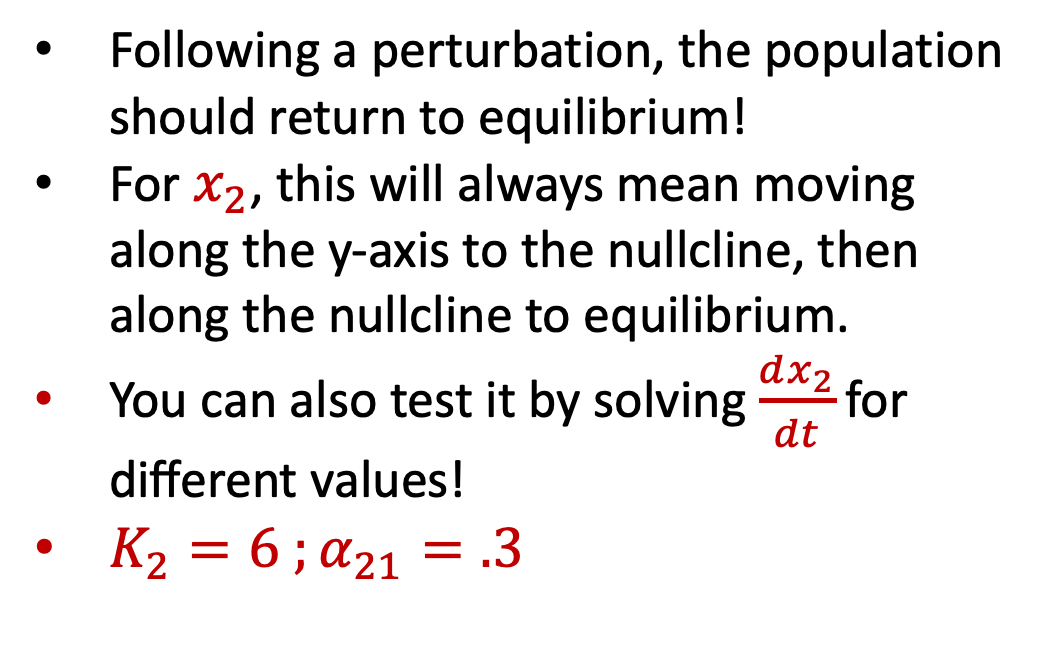 • Following a perturbation, the population
should return to equilibrium!
• For x₂, this will always mean moving
along the y-axis to the nullcline, then
along the nullcline to equilibrium.
• You can also test it by solving dx₂/dt for
different values!
• K₂ = 6 ; α₂₁ = .3